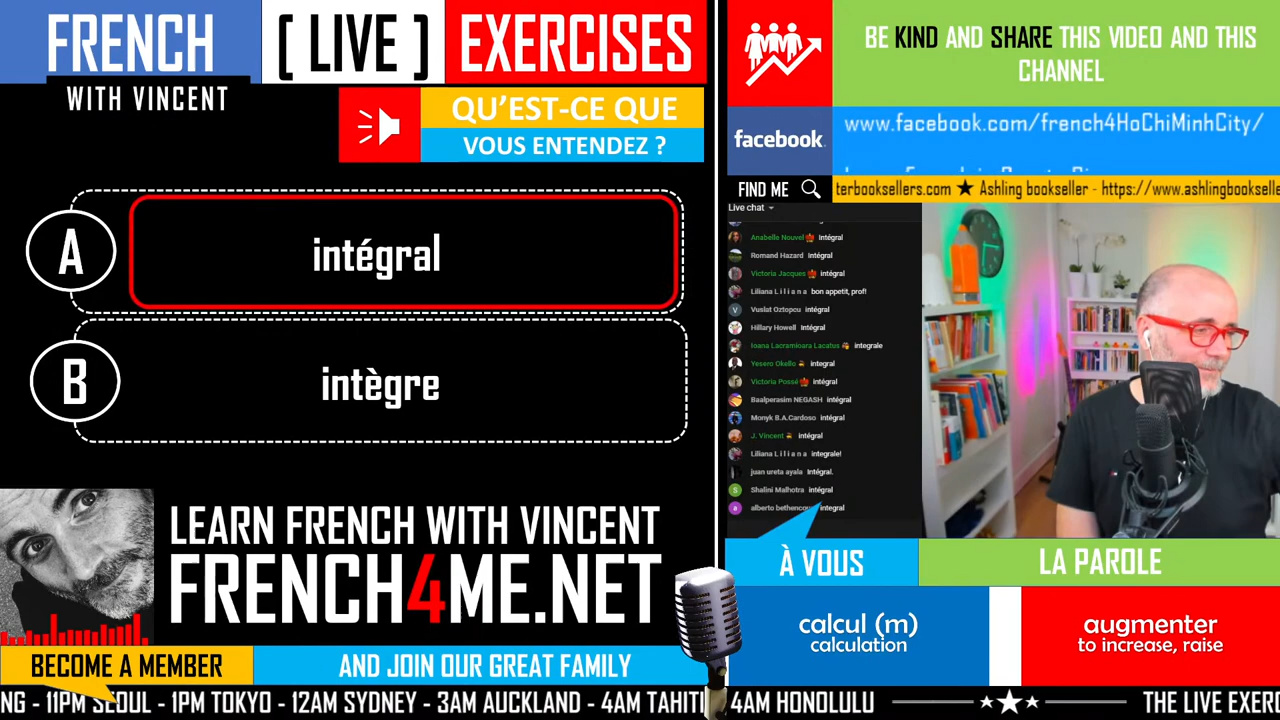 FRENCH [ LIVE ] EXERCISES
WITH VINCENT
QU'EST-CE QUE
VOUS ENTENDEZ ?
A
intégral
B
intègre
LEARN FRENCH WITH VINCENT
FRENCH4ME.NET
BECOME A MEMBER
AND JOIN OUR GREAT FAMILY
BE KIND AND SHARE THIS VIDEO AND THIS
CHANNEL
facebook.
www.facebook.com/french4HoChiMinhCity/
FIND ME
terbooksellers.com ★ Ashling bookseller - https://www.ashlingbookselle
Live chat
Anabelle Nouvel Intégral
Romand Hazard Intégral
Victoria Jacques intégral
Liliana L i l i a n a bon appetit, prof!
V Vuslat Oztopcu intégral
Hillary Howell Intégral
Ioana Lacramioara Lacatus integrale
Yesero Okello integral
Victoria Possé intégral
Baalperasim NEGASH intégral
Monyk B.A.Cardoso intégral
J. Vincent intégral
Liliana L i l i a n a integrale!
juan ureta ayala Intégral.
S Shalini Malhotra intégral
a alberto integral
À VOUS
LA PAROLE
calcul (m)
calculation
augmenter
to increase, raise
NG - 11PM SEOUL - 1PM TOKYO - 12AM SYDNEY - 3AM AUCKLAND - 4AM TAHITI 4AM HONOLULU ★ THE LIVE EXER